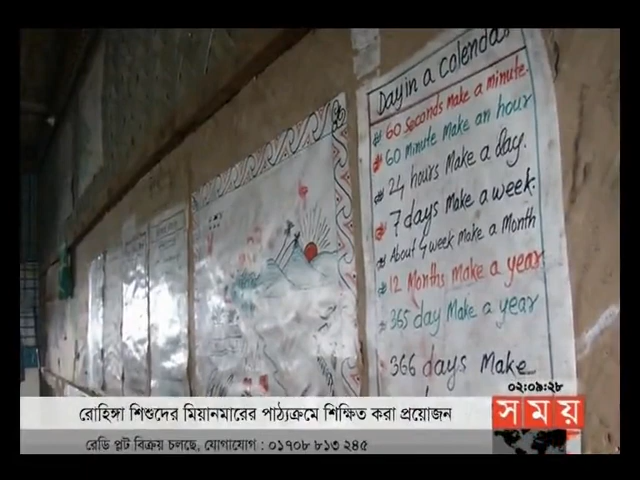 Day in a Colenda
# 60 Seconds Make a minute.
# 60 minute make an hour
# 24 hours Make a day.
# 7 days Make a week.
# About 4 week Make a Month
# 12 Months Make a year
# 365 day Make a year
# 366 days Make
০২:০৯:২৮
রোহিঙ্গা শিশুদের মিয়ানমারের পাঠ্যক্রমে শিক্ষিত করা প্রয়োজন
সময়
রেডি প্লট বিক্রয় চলছে, যোগাযোগ : ০১৭০৮ ৮১৩ ২৪৫